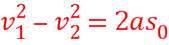 v₁² – v₂² = 2as₀